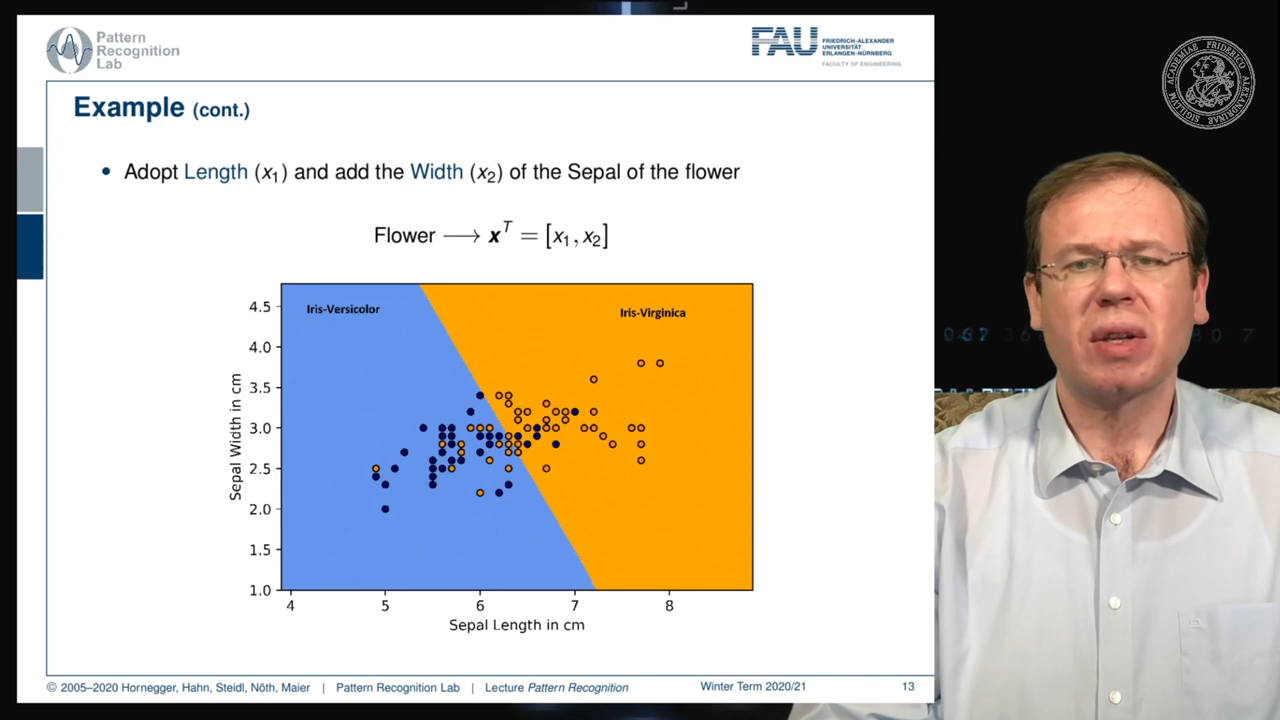 Pattern
Recognition
Lab
FAU
FRIEDRICH-ALEXANDER
UNIVERSITÄT
ERLANGEN-NÜRNBERG
FACULTY OF ENGINEERING
Example (cont.)
• Adopt Length (x₁) and add the Width (x₂) of the Sepal of the flower
Flower ⟶ xᵀ = [x₁, x₂]
Iris-Versicolor
Iris-Virginica
4.5
4.0
3.5
3.0
2.5
2.0
1.5
1.0
Sepal Width in cm
4 5 6 7 8
Sepal Length in cm
© 2005–2020 Hornegger, Hahn, Steidl, Nöth, Maier | Pattern Recognition Lab | Lecture Pattern Recognition Winter Term 2020/21 13